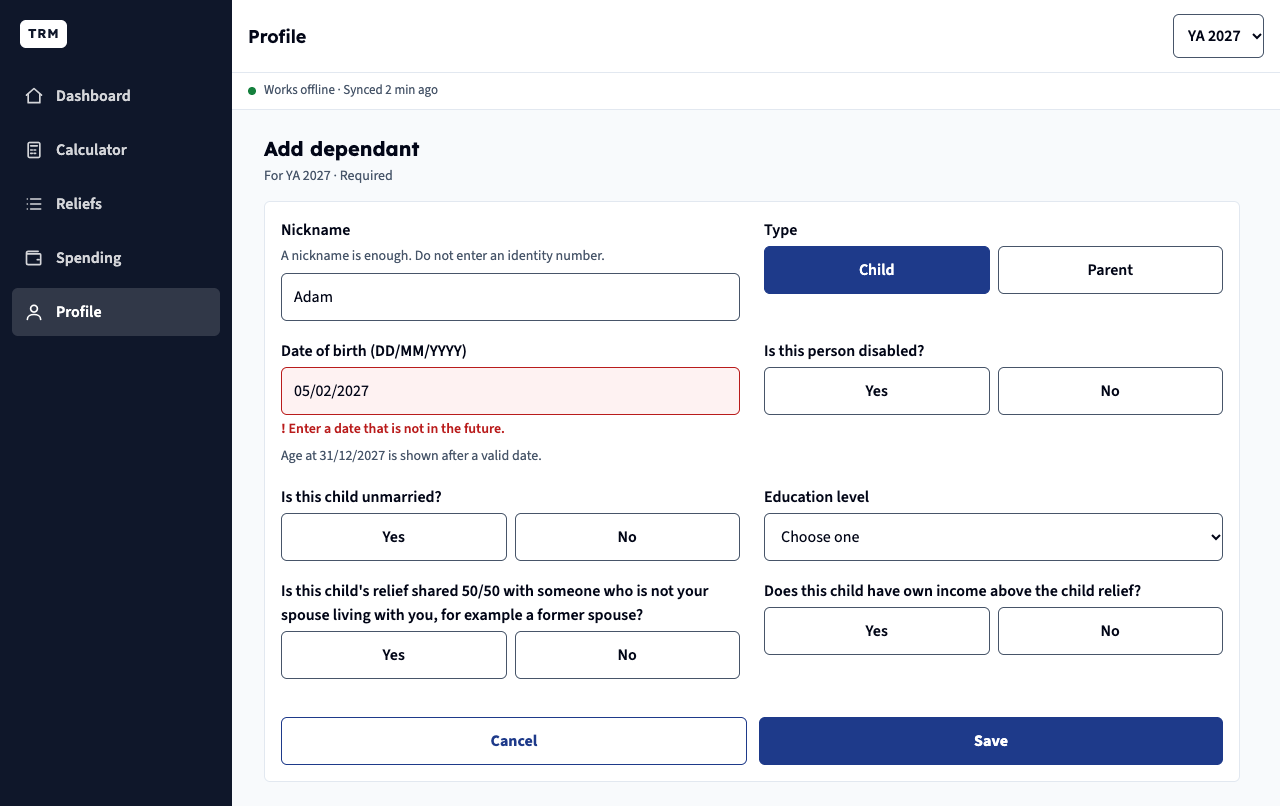 TRM
Dashboard
Calculator
Reliefs
Spending
Profile
Profile
YA 2027
Works offline · Synced 2 min ago
Add dependant
For YA 2027 · Required
Nickname
A nickname is enough. Do not enter an identity number.
Adam
Type
Child
Parent
Date of birth (DD/MM/YYYY)
05/02/2027
! Enter a date that is not in the future.
Age at 31/12/2027 is shown after a valid date.
Is this person disabled?
Yes
No
Is this child unmarried?
Yes
No
Education level
Choose one
Is this child's relief shared 50/50 with someone who is not your
spouse living with you, for example a former spouse?
Yes
No
Does this child have own income above the child relief?
Yes
No
Cancel
Save